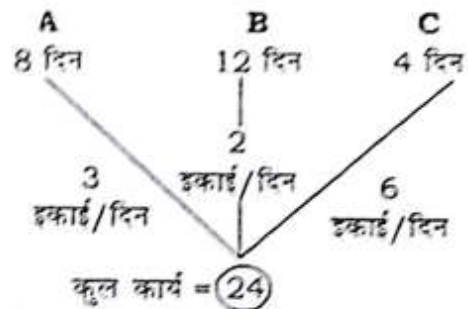 A B C
8 दिन 12 दिन 4 दिन
2
3 इकाई/दिन 6
इकाई/दिन इकाई/दिन
कुल कार्य = 24